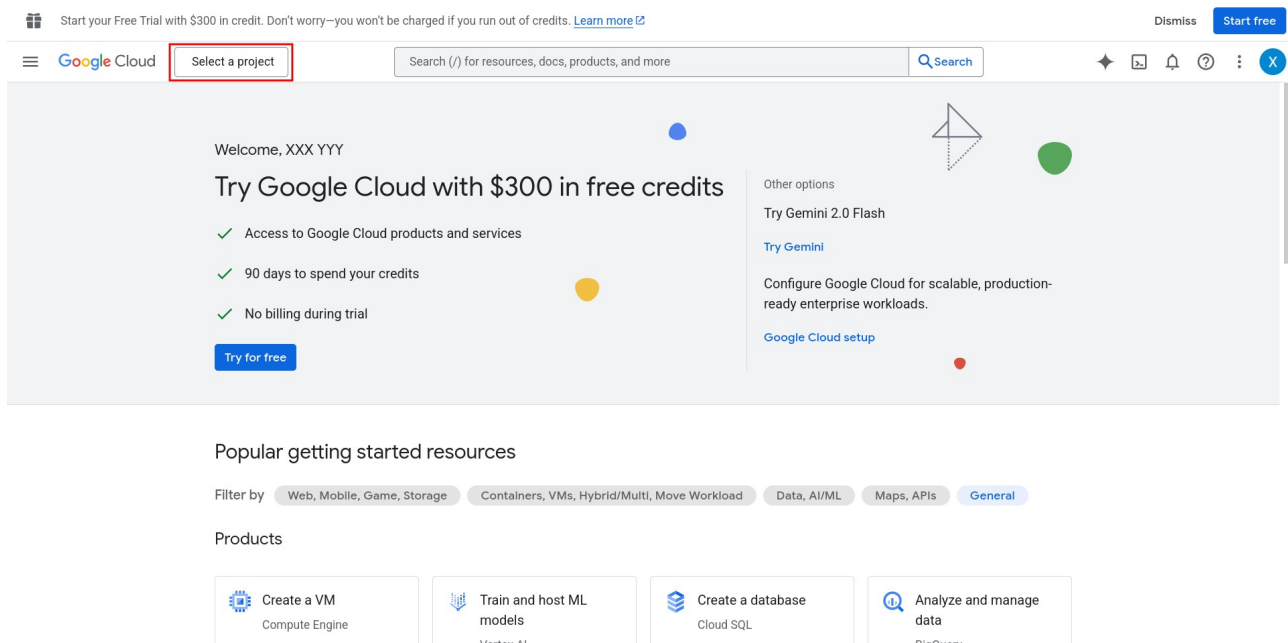 Start your Free Trial with $300 in credit. Don't worry—you won't be charged if you run out of credits. Learn more
Dismiss
Start free
Google Cloud
Select a project
Search (/) for resources, docs, products, and more
Search
X
Welcome, XXX YYY
Try Google Cloud with $300 in free credits
Access to Google Cloud products and services
90 days to spend your credits
No billing during trial
Try for free
Other options
Try Gemini 2.0 Flash
Try Gemini
Configure Google Cloud for scalable, production-
ready enterprise workloads.
Google Cloud setup
Popular getting started resources
Filter by
Web, Mobile, Game, Storage
Containers, VMs, Hybrid/Multi, Move Workload
Data, AI/ML
Maps, APIs
General
Products
Create a VM
Compute Engine
Train and host ML
models
Vertex AI
Create a database
Cloud SQL
Analyze and manage
data
BigQuery